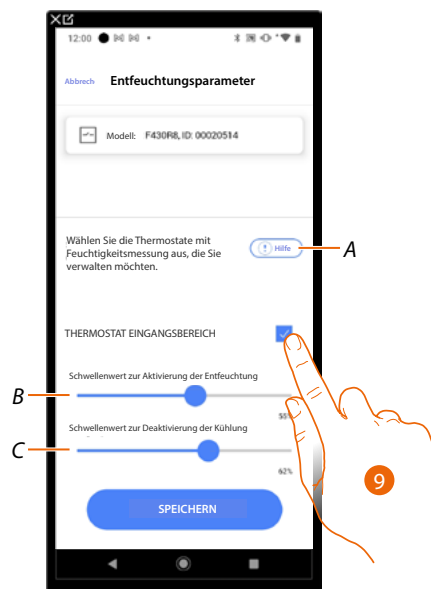 12:00
Abbrech
Entfeuchtungsparameter
Modell: F430R8, ID: 00020514
Wählen Sie die Thermostate mit
Feuchtigkeitsmessung aus, die Sie
verwalten möchten.
Hilfe
A
THERMOSTAT EINGANGSBEREICH
Schwellenwert zur Aktivierung der Entfeuchtung
B
55%
Schwellenwert zur Deaktivierung der Kühlung
C
62%
SPEICHERN
9